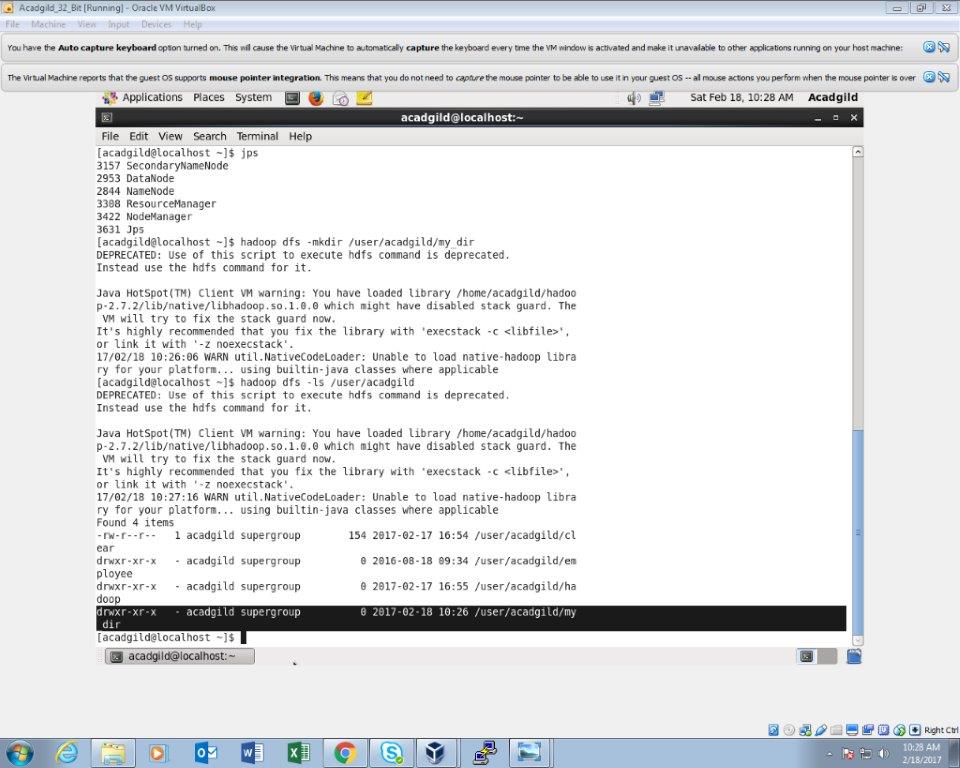 Acadgild_32_Bit [Running] - Oracle VM VirtualBox
File Machine View Input Devices Help
You have the Auto capture keyboard option turned on. This will cause the Virtual Machine to automatically capture the keyboard every time the VM window is activated and make it unavailable to other applications running on your host machine:
The Virtual Machine reports that the guest OS supports mouse pointer integration. This means that you do not need to capture the mouse pointer to be able to use it in your guest OS -- all mouse actions you perform when the mouse pointer is over
Applications Places System Sat Feb 18, 10:28 AM Acadgild
acadgild@localhost:~
File Edit View Search Terminal Help
[acadgild@localhost ~]$ jps
3157 SecondaryNameNode
2953 DataNode
2844 NameNode
3308 ResourceManager
3422 NodeManager
3631 Jps
[acadgild@localhost ~]$ hadoop dfs -mkdir /user/acadgild/my_dir
DEPRECATED: Use of this script to execute hdfs command is deprecated.
Instead use the hdfs command for it.
Java HotSpot(TM) Client VM warning: You have loaded library /home/acadgild/hadoo
p-2.7.2/lib/native/libhadoop.so.1.0.0 which might have disabled stack guard. The
VM will try to fix the stack guard now.
It's highly recommended that you fix the library with 'execstack -c <libfile>',
or link it with '-z noexecstack'.
17/02/18 10:26:06 WARN util.NativeCodeLoader: Unable to load native-hadoop libra
ry for your platform... using builtin-java classes where applicable
[acadgild@localhost ~]$ hadoop dfs -ls /user/acadgild
DEPRECATED: Use of this script to execute hdfs command is deprecated.
Instead use the hdfs command for it.
Java HotSpot(TM) Client VM warning: You have loaded library /home/acadgild/hadoo
p-2.7.2/lib/native/libhadoop.so.1.0.0 which might have disabled stack guard. The
VM will try to fix the stack guard now.
It's highly recommended that you fix the library with 'execstack -c <libfile>',
or link it with '-z noexecstack'.
17/02/18 10:27:16 WARN util.NativeCodeLoader: Unable to load native-hadoop libra
ry for your platform... using builtin-java classes where applicable
Found 4 items
-rw-r--r-- 1 acadgild supergroup 154 2017-02-17 16:54 /user/acadgild/cl
ear
drwxr-xr-x - acadgild supergroup 0 2016-08-18 09:34 /user/acadgild/em
ployee
drwxr-xr-x - acadgild supergroup 0 2017-02-17 16:55 /user/acadgild/ha
doop
drwxr-xr-x - acadgild supergroup 0 2017-02-18 10:26 /user/acadgild/my
_dir
[acadgild@localhost ~]$
acadgild@localhost:~
Right Ctrl
10:28 AM
2/18/2017